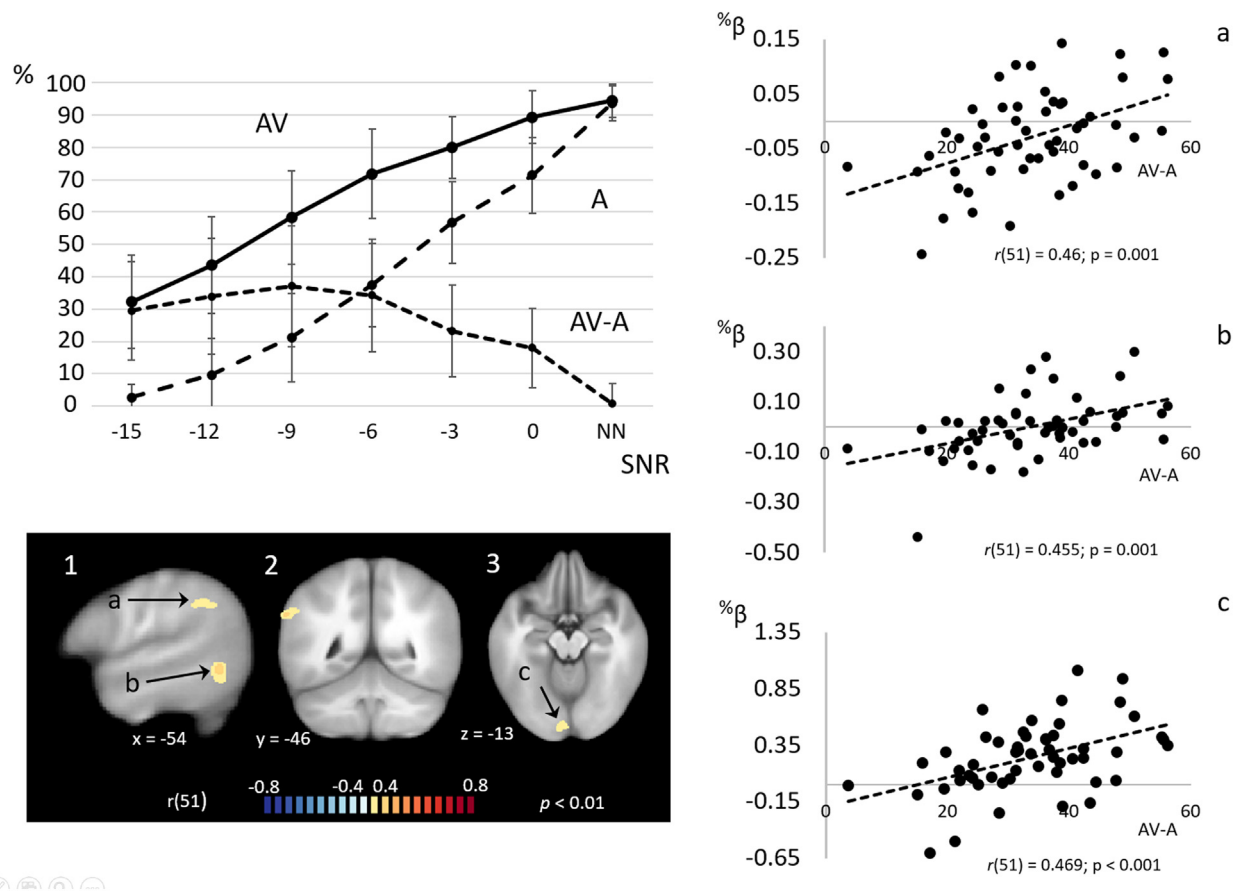 %
100
90
80
70
60
50
40
30
20
10
0
AV
A
AV-A
-15 -12 -9 -6 -3 0 NN
SNR
1 2 3
a
b
c
x = -54 y = -46 z = -13
r(51) -0.8 -0.4 0.4 0.8 p < 0.01
%β a
0.15
0.05
-0.05
-0.15
-0.25
0 20 40 60
AV-A
r(51) = 0.46; p = 0.001
%β b
0.30
0.10
-0.10
-0.30
-0.50
0 20 40 60
AV-A
r(51) = 0.455; p = 0.001
%β c
1.35
0.85
0.35
-0.15
-0.65
0 20 40 60
AV-A
r(51) = 0.469; p < 0.001